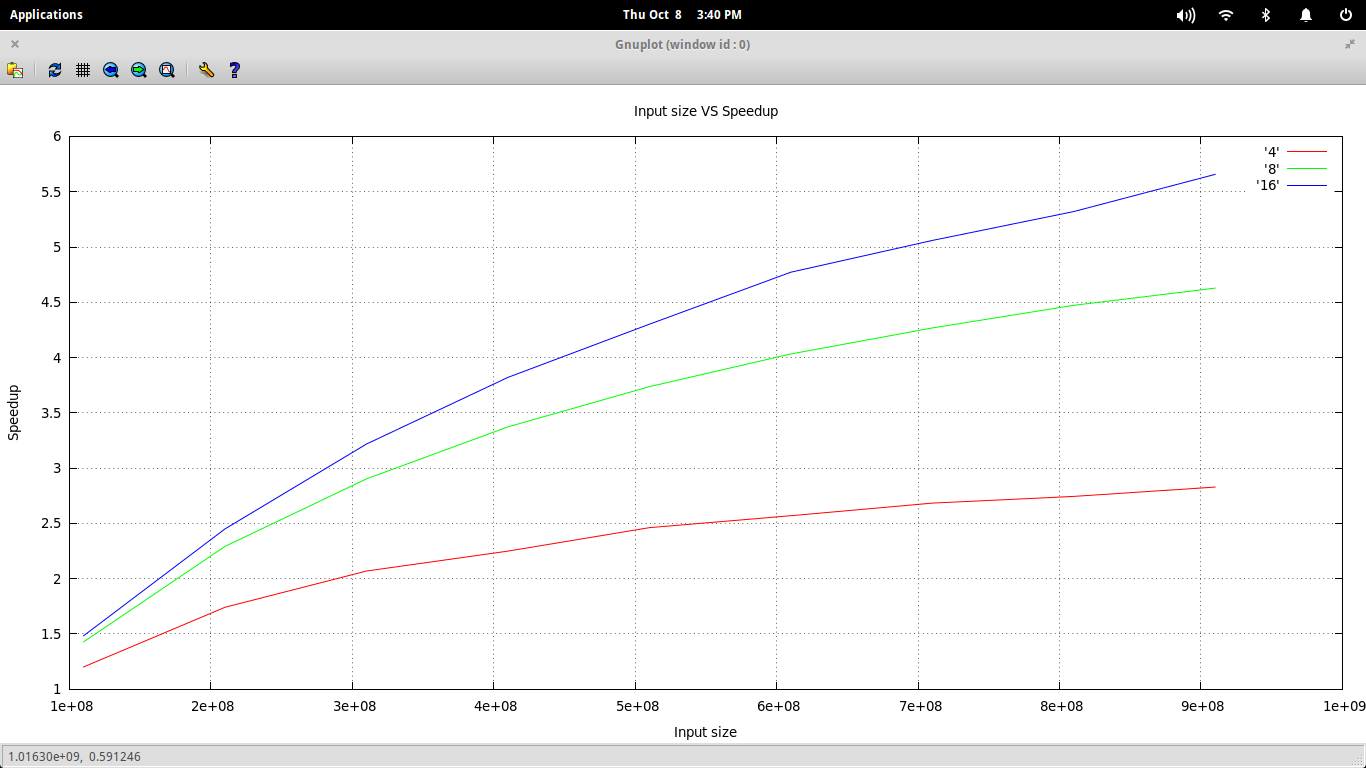 Applications
Thu Oct 8 3:40 PM
Gnuplot (window id : 0)
?
Input size VS Speedup
'4'
'8'
'16'
6
5.5
5
4.5
4
3.5
3
2.5
2
1.5
1
Speedup
1e+08 2e+08 3e+08 4e+08 5e+08 6e+08 7e+08 8e+08 9e+08 1e+09
Input size
1.01630e+09, 0.591246